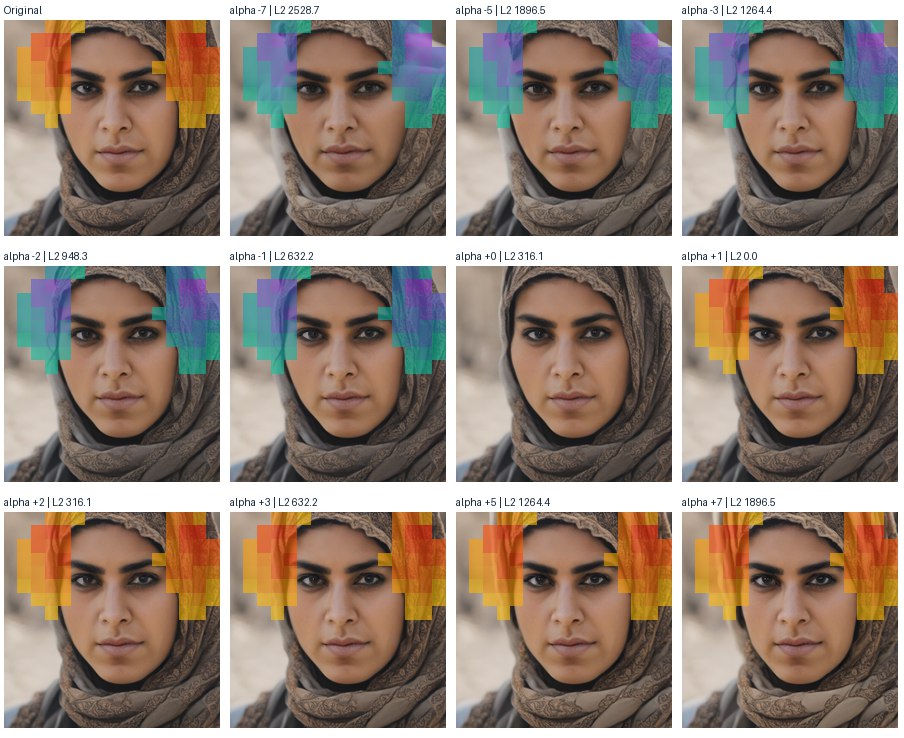 Original
alpha -7 | L2 2528.7
alpha -5 | L2 1896.5
alpha -3 | L2 1264.4
alpha -2 | L2 948.3
alpha -1 | L2 632.2
alpha +0 | L2 316.1
alpha +1 | L2 0.0
alpha +2 | L2 316.1
alpha +3 | L2 632.2
alpha +5 | L2 1264.4
alpha +7 | L2 1896.5